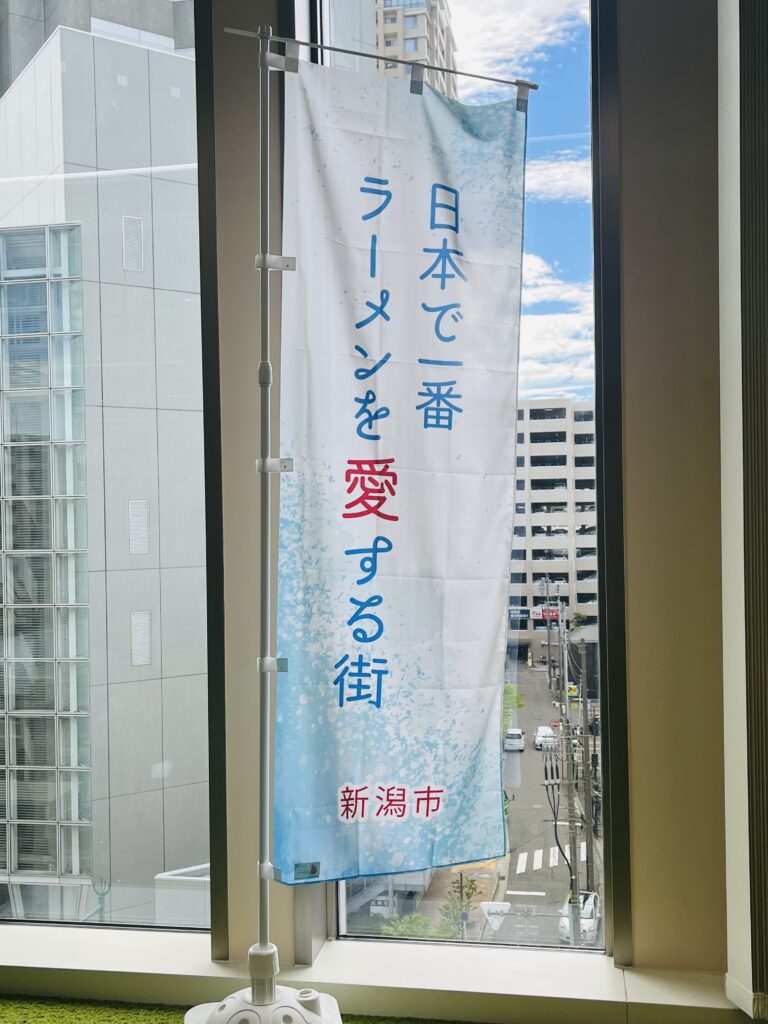 日本で一番
ラーメンを愛する街
新潟市